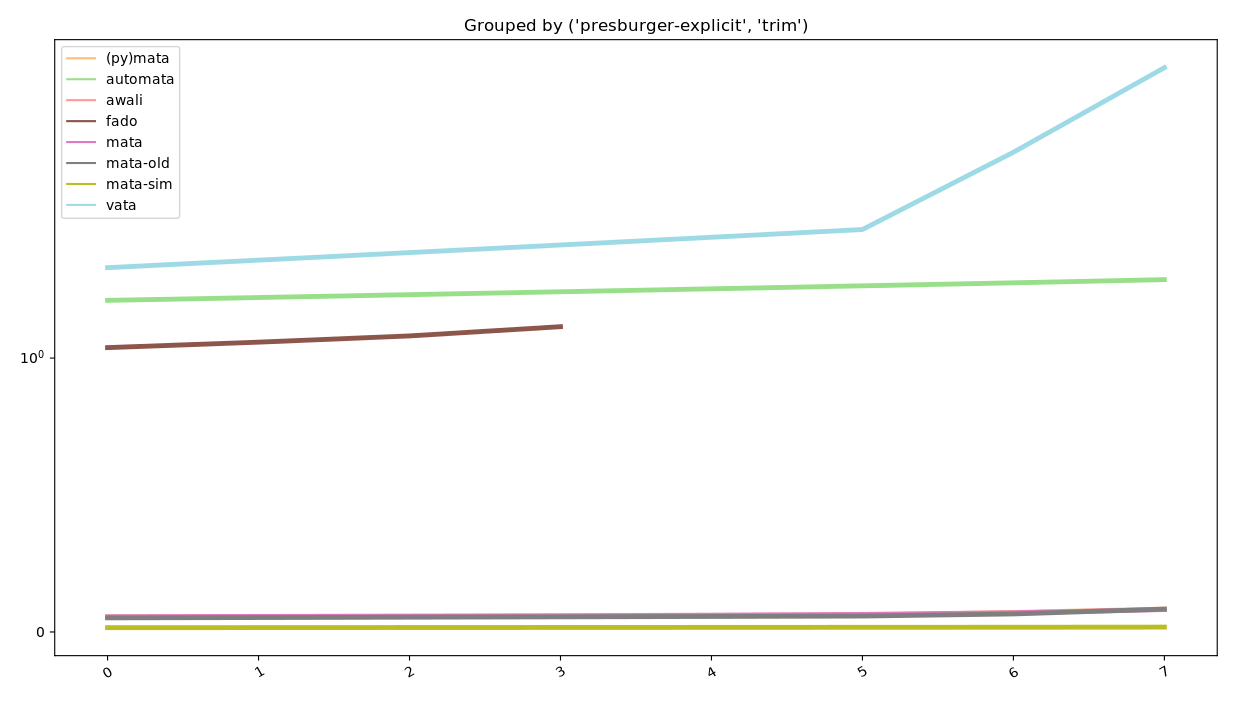 Grouped by ('presburger-explicit', 'trim')
(py)mata
automata
awali
fado
mata
mata-old
mata-sim
vata
10⁰
0
0 1 2 3 4 5 6 7